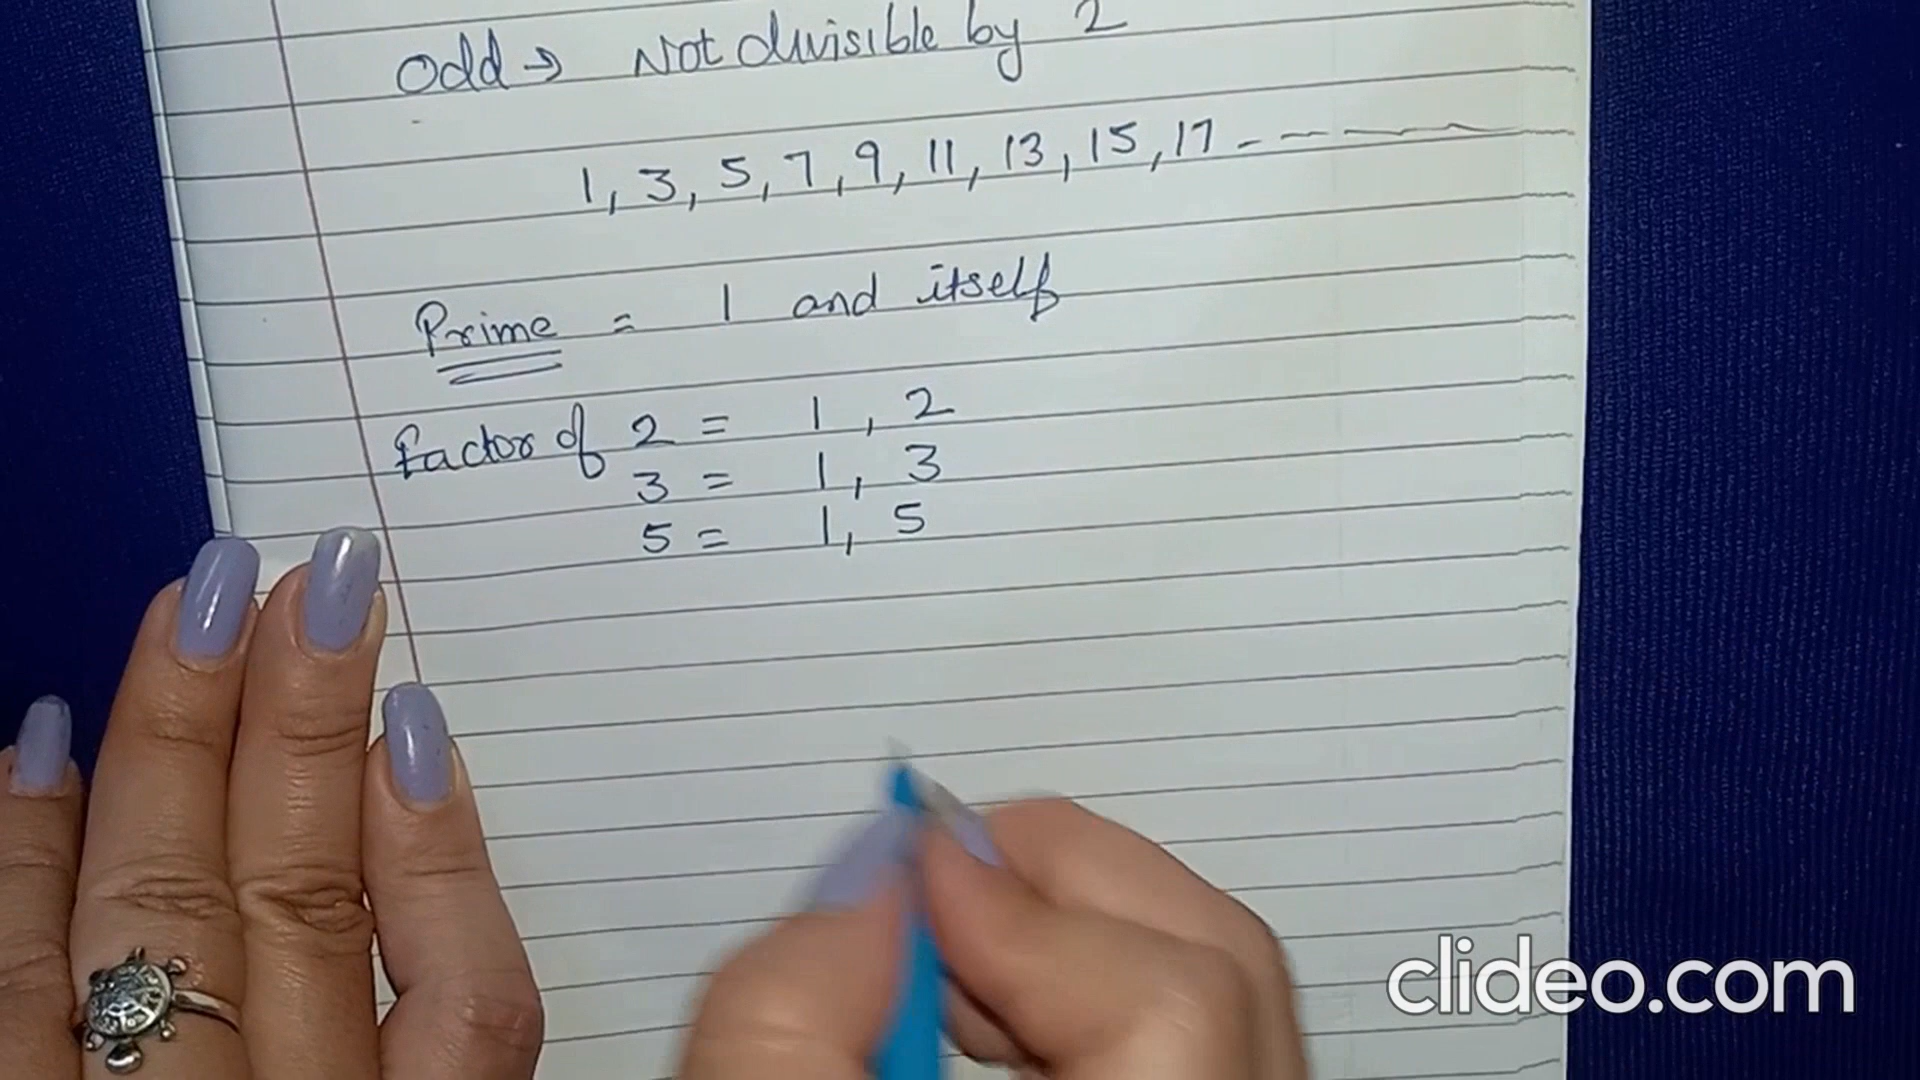 Odd → Not divisible by 2
1, 3, 5, 7, 9, 11, 13, 15, 17 - - - -
Prime = 1 and itself
Factor of 2 = 1, 2
3 = 1, 3
5 = 1, 5
clideo.com